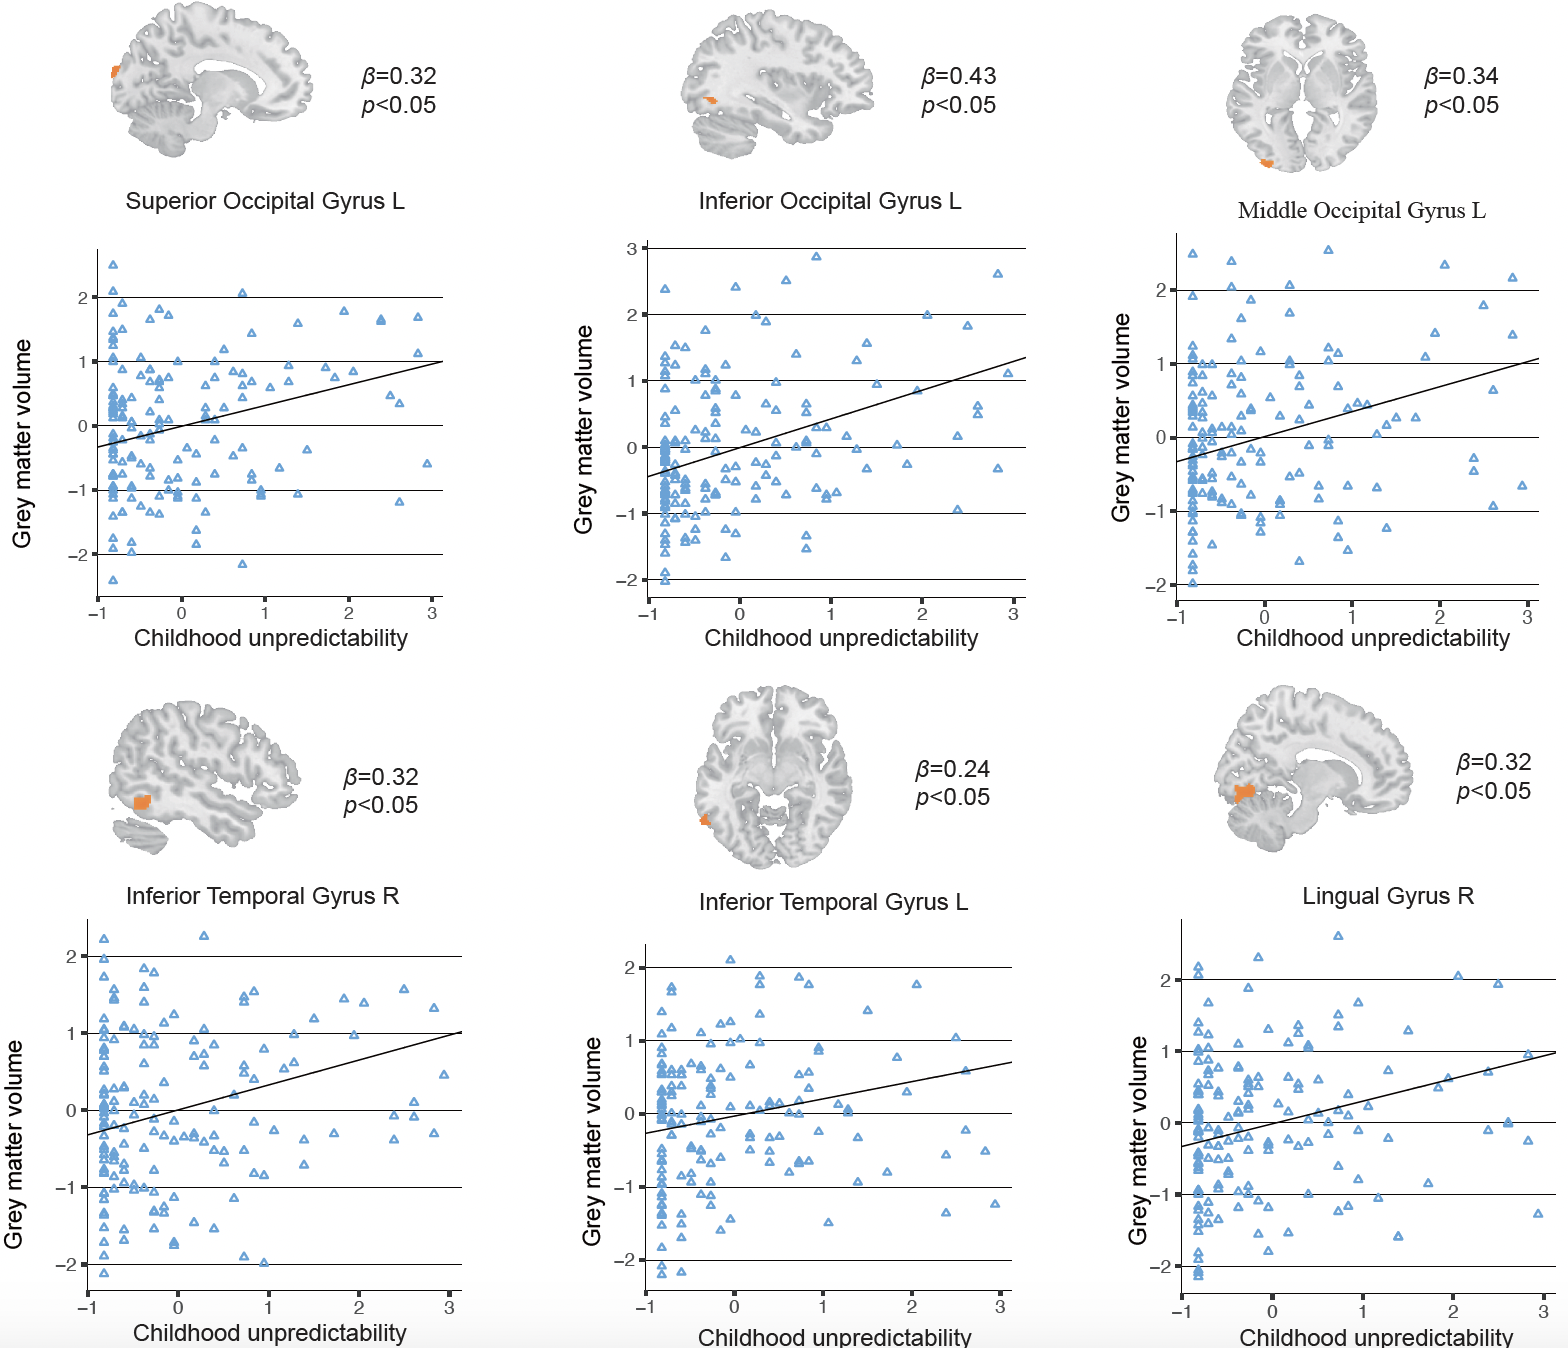 β=0.32
p<0.05
β=0.43
p<0.05
β=0.34
p<0.05
Superior Occipital Gyrus L
Inferior Occipital Gyrus L
Middle Occipital Gyrus L
Grey matter volume
2
1
0
−1
−2
−1 0 1 2 3
Childhood unpredictability
Grey matter volume
3
2
1
0
−1
−2
−1 0 1 2 3
Childhood unpredictability
Grey matter volume
2
1
0
−1
−2
−1 0 1 2 3
Childhood unpredictability
β=0.32
p<0.05
β=0.24
p<0.05
β=0.32
p<0.05
Inferior Temporal Gyrus R
Inferior Temporal Gyrus L
Lingual Gyrus R
Grey matter volume
2
1
0
−1
−2
−1 0 1 2 3
Childhood unpredictability
Grey matter volume
2
1
0
−1
−2
−1 0 1 2 3
Childhood unpredictability
Grey matter volume
2
1
0
−1
−2
−1 0 1 2 3
Childhood unpredictability